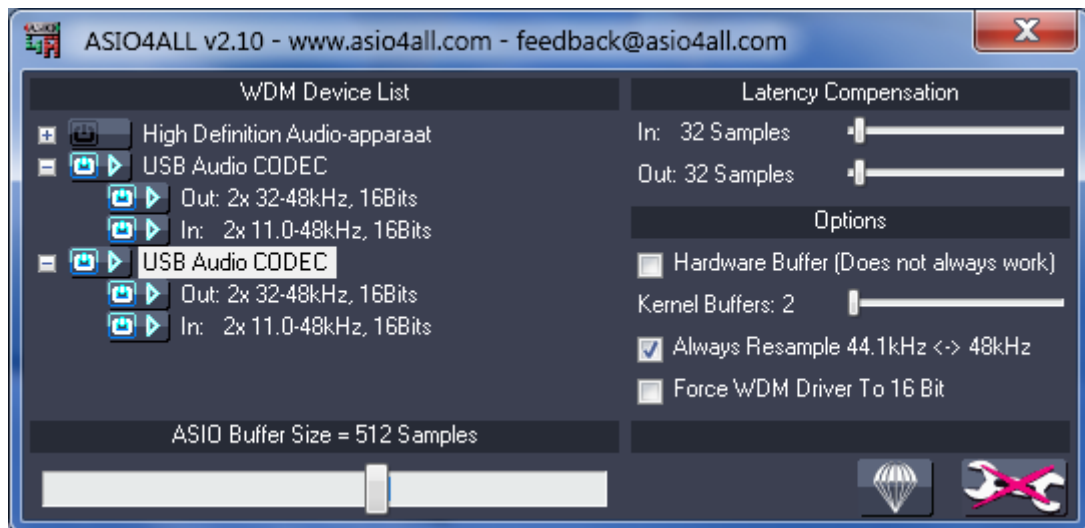 ASIO4ALL v2.10 - www.asio4all.com - feedback@asio4all.com
WDM Device List
High Definition Audio-apparaat
USB Audio CODEC
Out: 2x 32-48kHz, 16Bits
In: 2x 11.0-48kHz, 16Bits
USB Audio CODEC
Out: 2x 32-48kHz, 16Bits
In: 2x 11.0-48kHz, 16Bits
ASIO Buffer Size = 512 Samples
Latency Compensation
In: 32 Samples
Out: 32 Samples
Options
Hardware Buffer (Does not always work)
Kernel Buffers: 2
Always Resample 44.1kHz <-> 48kHz
Force WDM Driver To 16 Bit